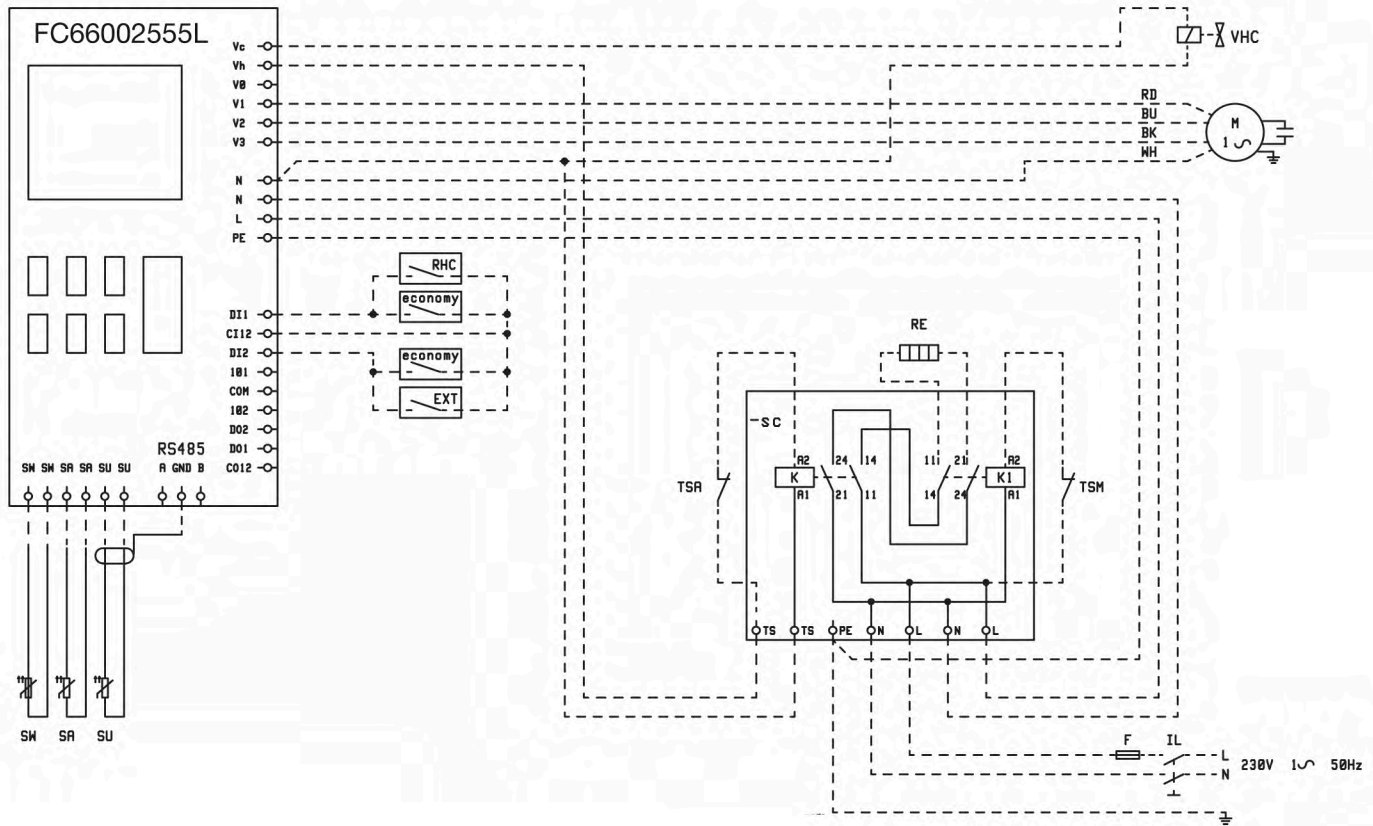 FC66002555L
Vc
Vh
V0
V1
V2
V3
N
N
L
PE
DI1
CI12
DI2
101
COM
102
DO2
DO1
CO12
RS485
SW SW SA SA SU SU A GND B
SW SA SU
RHC
economy
economy
EXT
VHC
RD
BU
BK
WH
M
1
RE
-SC
TSA
K
A2
A1
24 14
21 11
11 21
14 24
K1
A2
A1
TSM
TS TS PE N L N L
F IL
L
N
230V 1 50Hz